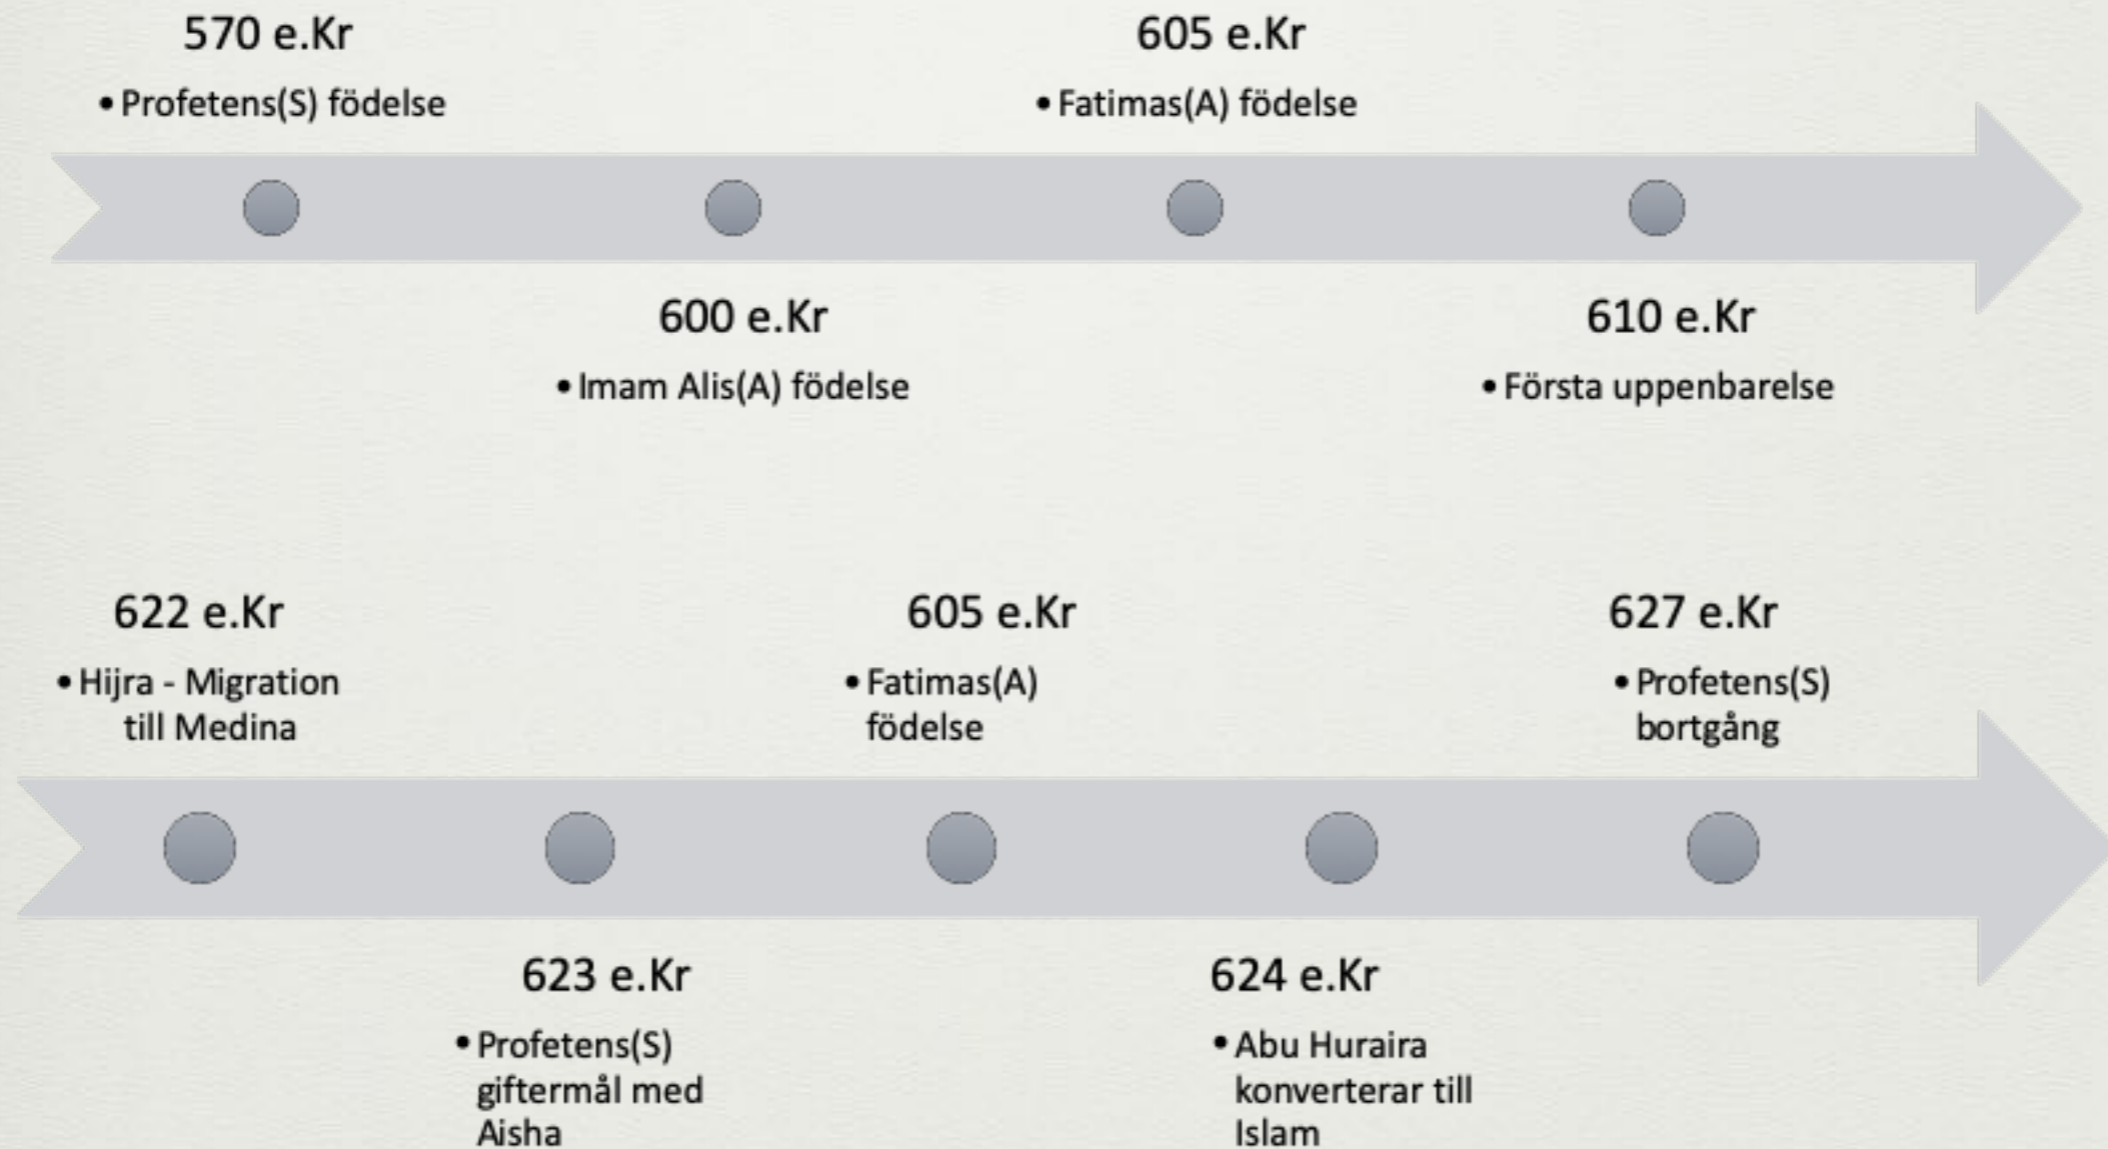 570 e.Kr
• Profetens(S) födelse
605 e.Kr
• Fatimas(A) födelse
600 e.Kr
• Imam Alis(A) födelse
610 e.Kr
• Första uppenbarelse
622 e.Kr
• Hijra - Migration
till Medina
605 e.Kr
• Fatimas(A)
födelse
627 e.Kr
• Profetens(S)
bortgång
623 e.Kr
• Profetens(S)
giftermål med
Aisha
624 e.Kr
• Abu Huraira
konverterar till
Islam